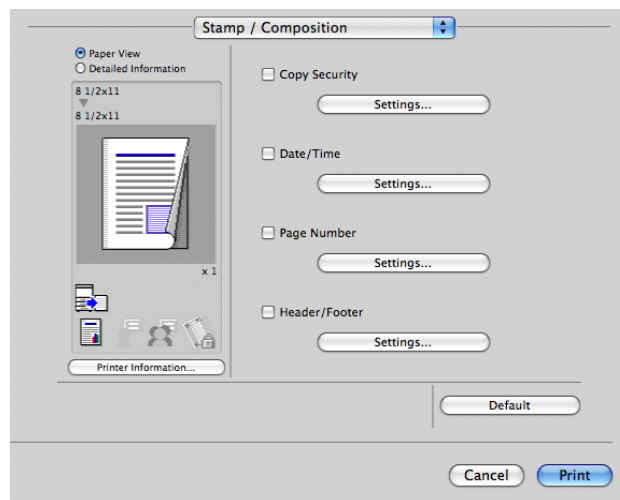 Stamp / Composition
Paper View
Detailed Information
8 1/2x11
8 1/2x11
x 1
Printer Information...
Copy Security
Settings...
Date/Time
Settings...
Page Number
Settings...
Header/Footer
Settings...
Default
Cancel
Print